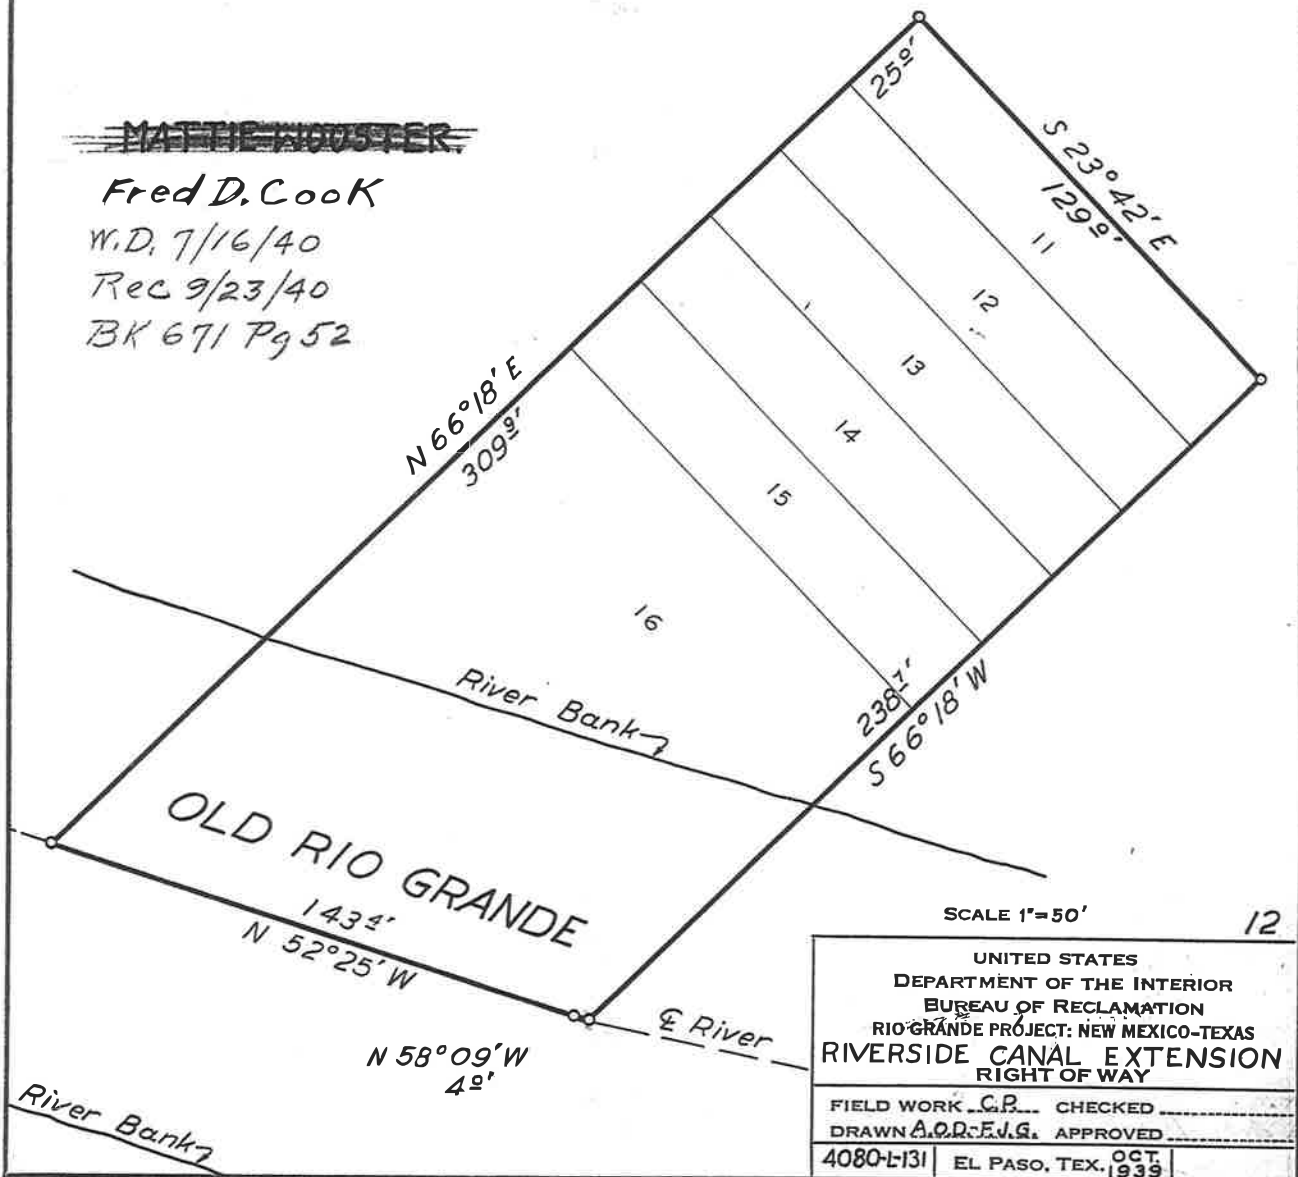 25.0'
S 23° 42' E
129.0'
MATTIE WOOSTER.
Fred D. Cook
W.D. 7/16/40
Rec 9/23/40
BK 671 Pg 52
11
12
13
14
15
16
N 66° 18' E
309.9'
River Bank
238.7'
S 66° 18' W
OLD RIO GRANDE
143.4'
N 52° 25' W
℄ River
N 58° 09' W
4.0'
River Bank
SCALE 1"=50'
12
UNITED STATES
DEPARTMENT OF THE INTERIOR
BUREAU OF RECLAMATION
RIO GRANDE PROJECT: NEW MEXICO-TEXAS
RIVERSIDE CANAL EXTENSION
RIGHT OF WAY
FIELD WORK C.P. CHECKED
DRAWN A.O.D.-F.J.G. APPROVED
4080-L-131 EL PASO, TEX. OCT. 1939